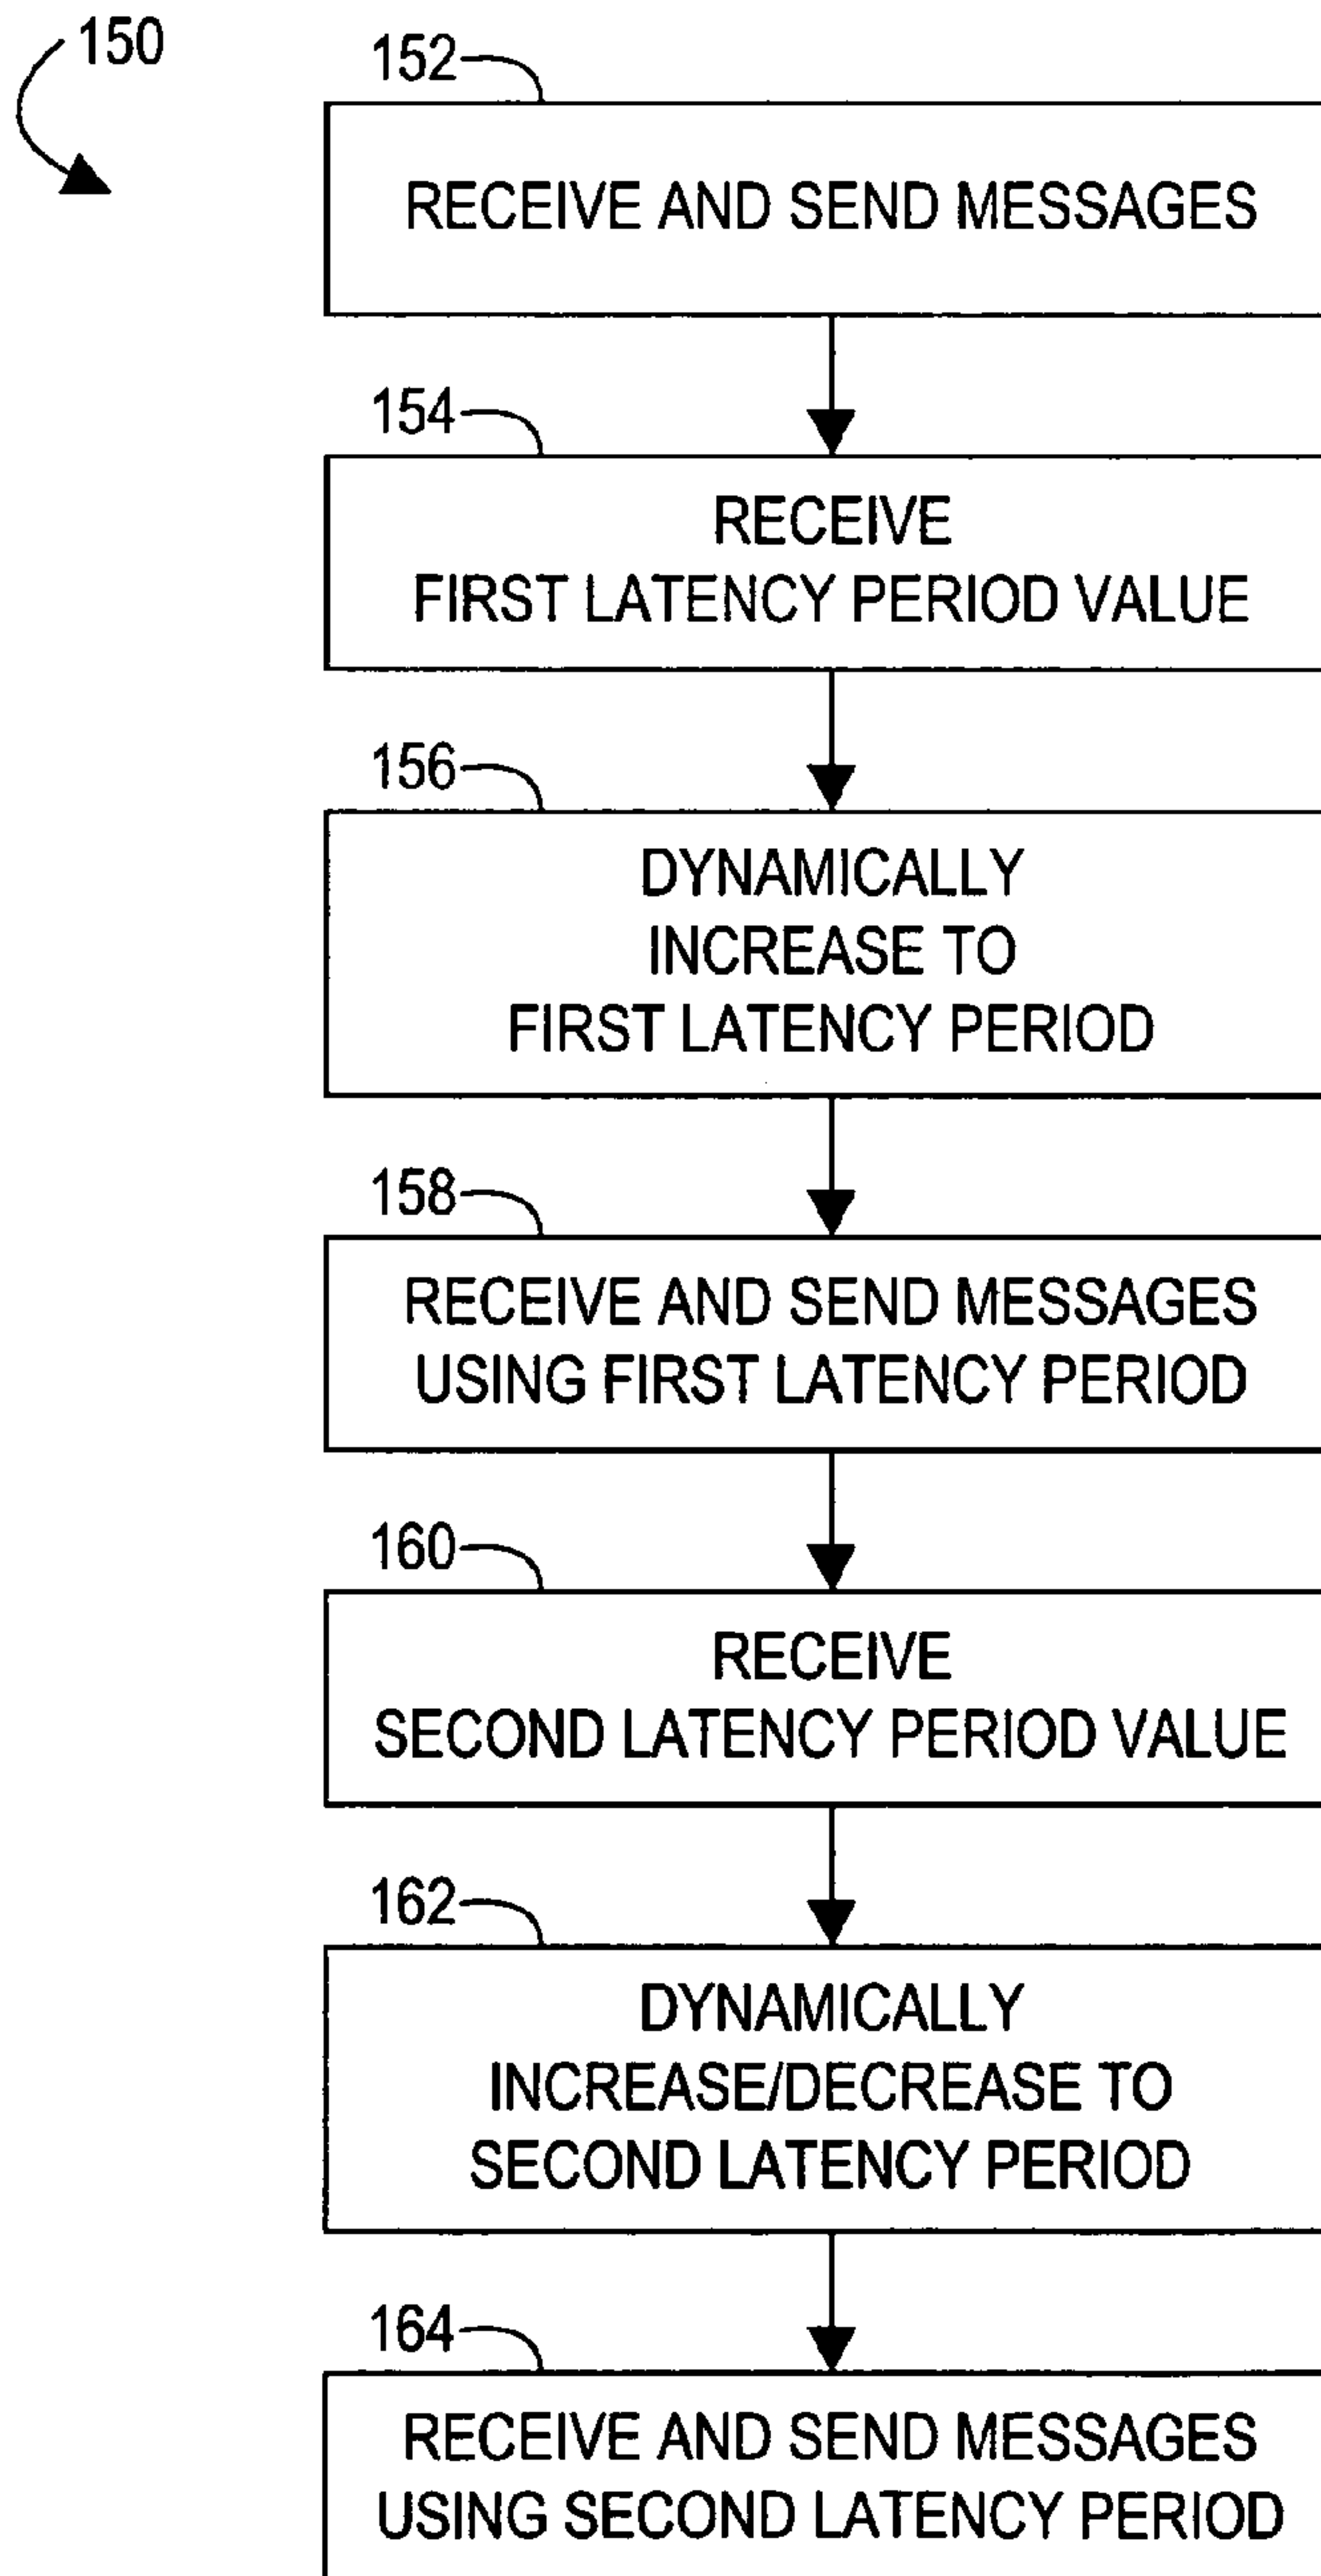 150
152
RECEIVE AND SEND MESSAGES
154
RECEIVE
FIRST LATENCY PERIOD VALUE
156
DYNAMICALLY
INCREASE TO
FIRST LATENCY PERIOD
158
RECEIVE AND SEND MESSAGES
USING FIRST LATENCY PERIOD
160
RECEIVE
SECOND LATENCY PERIOD VALUE
162
DYNAMICALLY
INCREASE/DECREASE TO
SECOND LATENCY PERIOD
164
RECEIVE AND SEND MESSAGES
USING SECOND LATENCY PERIOD